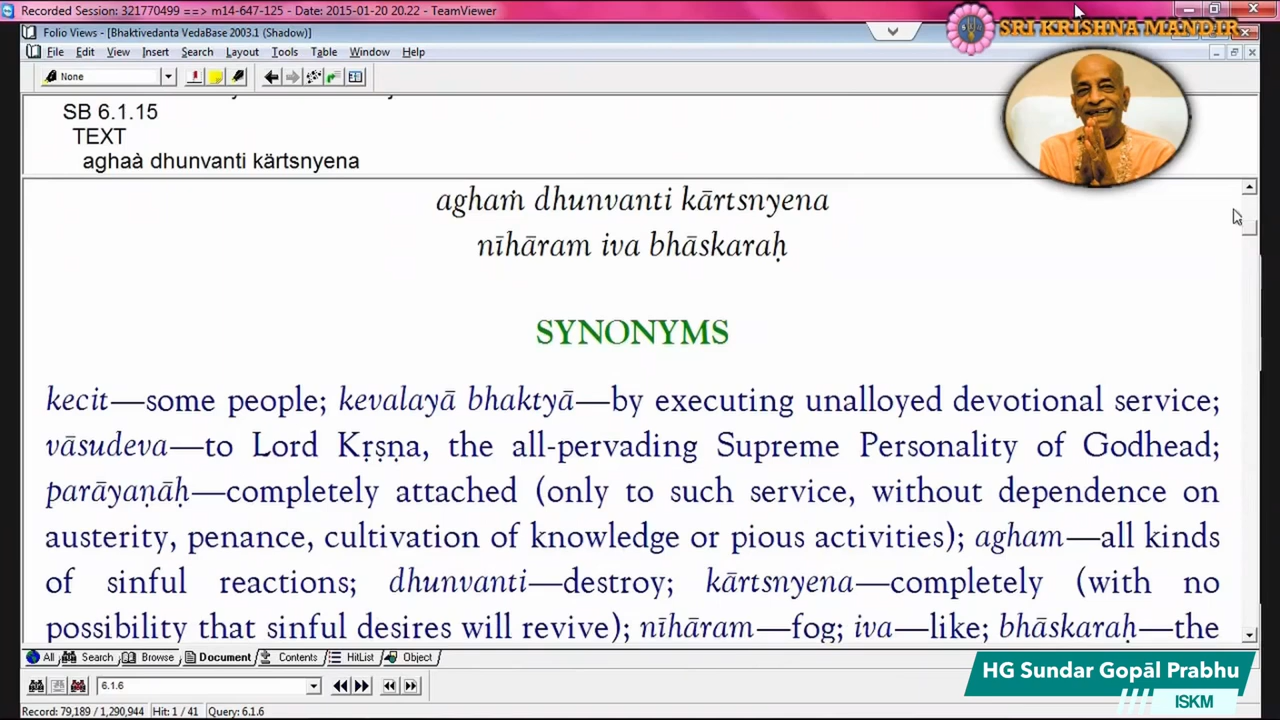 Recorded Session: 321770499 ==> m14-647-125 - Date: 2015-01-20 20.22 - TeamViewer
Folio Views - [Bhaktivedanta VedaBase 2003.1 (Shadow)]
SRI KRISHNA MANDIR
File Edit View Insert Search Layout Tools Table Window Help
None
SB 6.1.15
TEXT
aghaà dhunvanti kärtsnyena
aghaṁ dhunvanti kārtsnyena
nīhāram iva bhāskaraḥ
SYNONYMS
kecit—some people; kevalayā bhaktyā—by executing unalloyed devotional service;
vāsudeva—to Lord Kṛṣṇa, the all-pervading Supreme Personality of Godhead;
parāyaṇāḥ—completely attached (only to such service, without dependence on
austerity, penance, cultivation of knowledge or pious activities); agham—all kinds
of sinful reactions; dhunvanti—destroy; kārtsnyena—completely (with no
possibility that sinful desires will revive); nīhāram—fog; iva—like; bhāskaraḥ—the
All Search Browse Document Contents HitList Object
6.1.6
HG Sundar Gopāl Prabhu
ISKM
Record: 79,189 / 1,290,944 Hit: 1 / 41 Query: 6.1.6